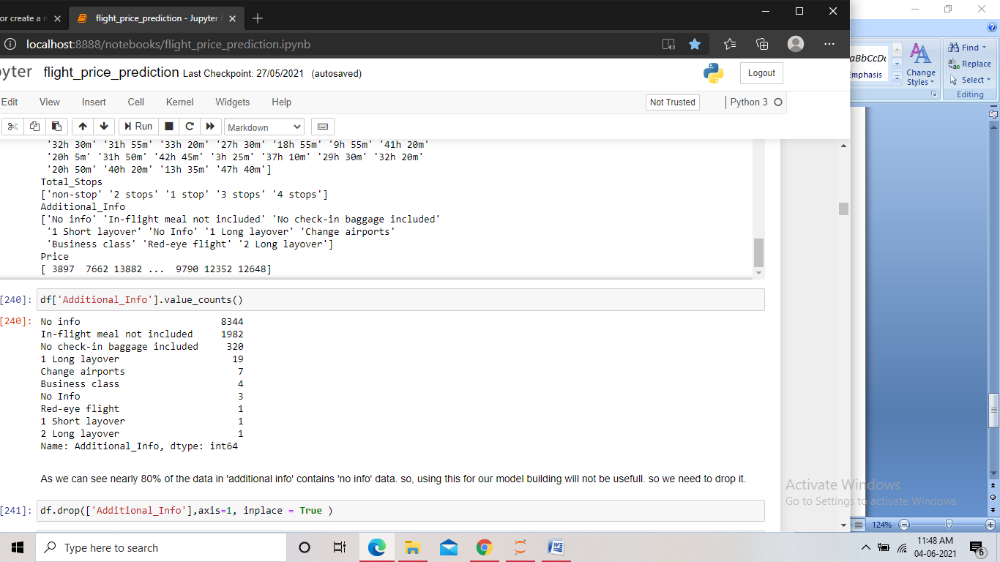 or create a n
flight_price_prediction - Jupyter
localhost:8888/notebooks/flight_price_prediction.ipynb
yter flight_price_prediction Last Checkpoint: 27/05/2021 (autosaved)
Logout
Edit View Insert Cell Kernel Widgets Help
Not Trusted
Python 3
Run
Markdown
'32h 30m' '31h 55m' '33h 20m' '27h 30m' '18h 55m' '9h 55m' '41h 20m'
'20h 5m' '31h 50m' '42h 45m' '3h 25m' '37h 10m' '29h 30m' '32h 20m'
'20h 50m' '40h 20m' '13h 35m' '47h 40m']
Total_Stops
['non-stop' '2 stops' '1 stop' '3 stops' '4 stops']
Additional_Info
['No info' 'In-flight meal not included' 'No check-in baggage included'
'1 Short layover' 'No Info' '1 Long layover' 'Change airports'
'Business class' 'Red-eye flight' '2 Long layover']
Price
[ 3897 7662 13882 ... 9790 12352 12648]
[240]: df['Additional_Info'].value_counts()
[240]: No info 8344
In-flight meal not included 1982
No check-in baggage included 320
1 Long layover 19
Change airports 7
Business class 4
No Info 3
Red-eye flight 1
1 Short layover 1
2 Long layover 1
Name: Additional_Info, dtype: int64
As we can see nearly 80% of the data in 'additional info' contains 'no info' data. so, using this for our model building will not be usefull. so we need to drop it.
[241]: df.drop(['Additional_Info'],axis=1, inplace = True )
aBbCcDc
Emphasis
Change
Styles
Find
Replace
Select
Editing
Activate Windows
Go to Settings to activate Windows.
124%
Type here to search
11:48 AM
04-06-2021
6